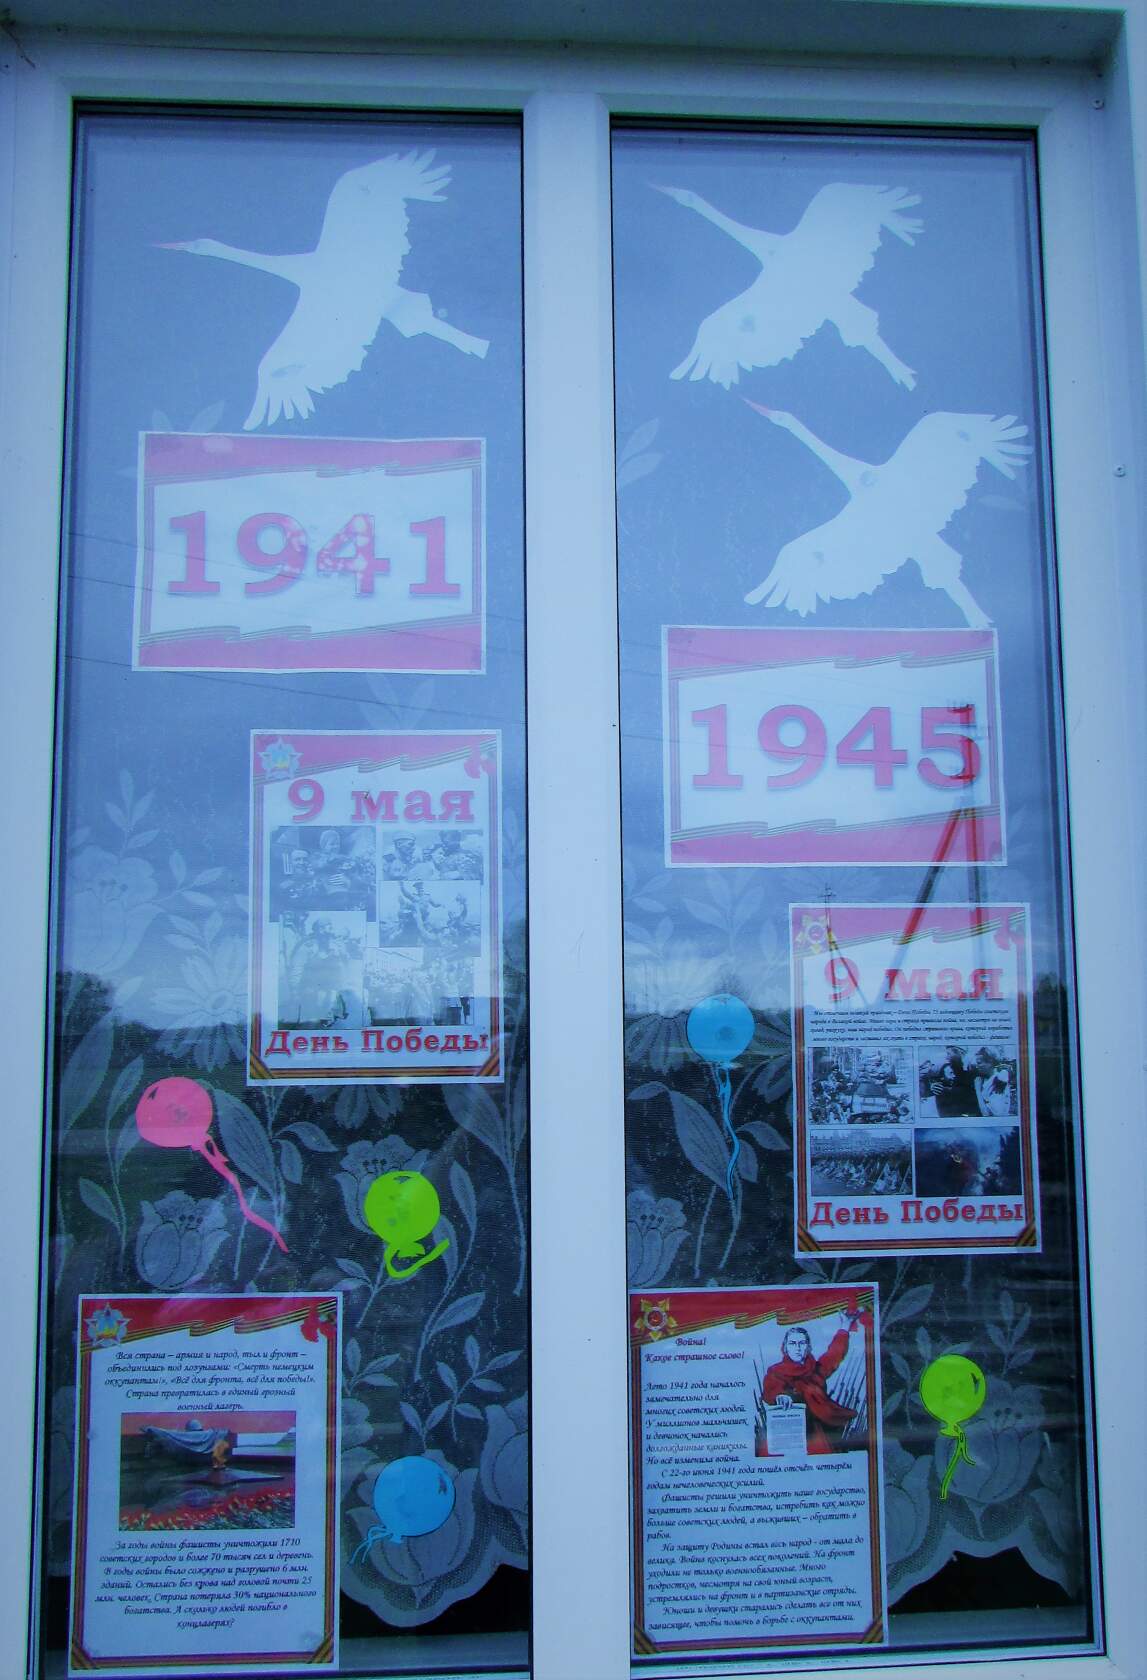 1941
1945
9 мая
День Победы
9 мая
День Победы
Вся страна – армия и народ, тыл и фронт –
объединились под лозунгами: «Смерть немецким
оккупантам!», «Всё для фронта, всё для победы!».
Страна превратилась в единый грозный
военный лагерь.
За годы войны фашисты уничтожили 1710
советских городов и более 70 тысяч сел и деревень.
В годы войны было сожжено и разрушено 6 млн.
зданий. Остались без крова над головой почти 25
млн. человек. Страна потеряла 30% национального
богатства. А сколько людей погибло в
концлагерях?
Война!
Какое страшное слово!
Лето 1941 года началось
замечательно для
многих советских людей.
У миллионов мальчишек
и девчонок начались
долгожданные каникулы.
Но всё изменила война.
С 22-го июня 1941 года пошёл отсчёт четырём
годам нечеловеческих усилий.
Фашисты решили уничтожить наше государство,
захватить земли и богатства, истребить как можно
больше советских людей, а выживших – обратить в
рабов.
На защиту Родины встал весь народ - от мала до
велика. Война коснулась всех поколений. На фронт
уходили не только военнообязанные. Много
подростков, несмотря на свой юный возраст,
устремлялись на фронт и в партизанские отряды.
Юноши и девушки старались сделать все от них
зависящее, чтобы помочь в борьбе с оккупантами.